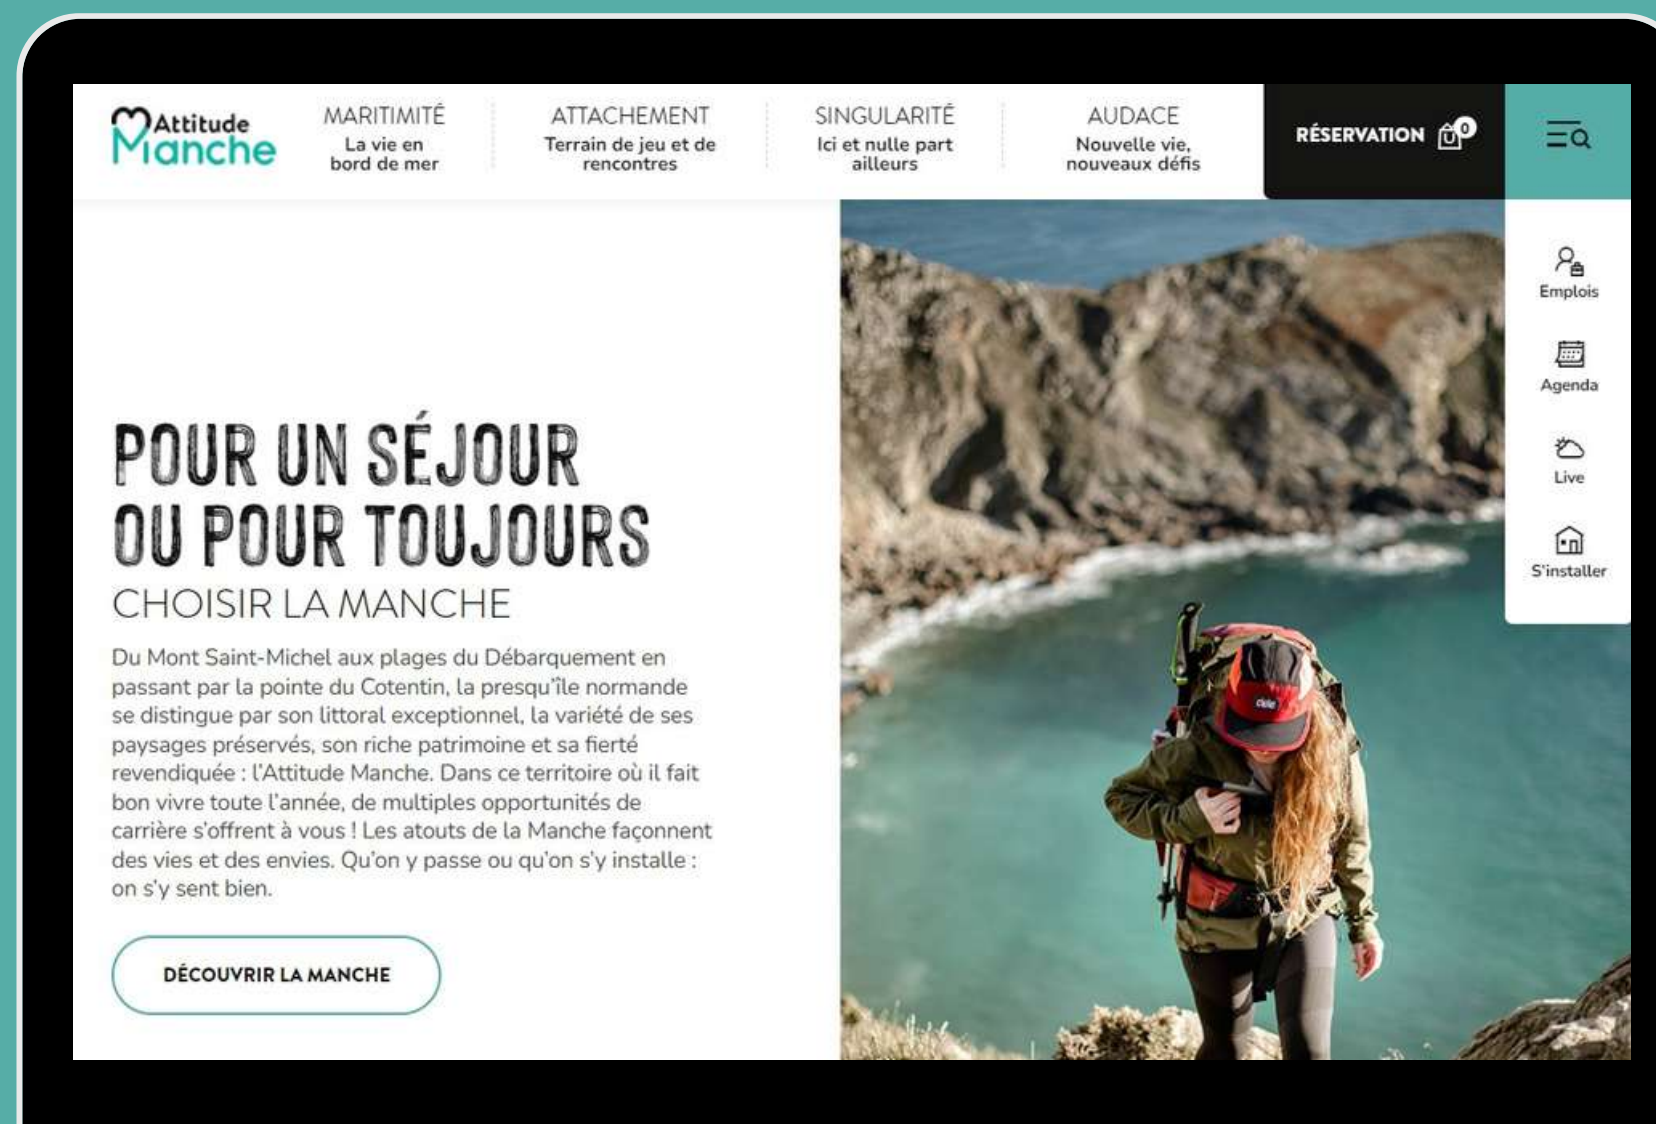 Attitude
Manche
MARITIMITÉ
La vie en
bord de mer
ATTACHEMENT
Terrain de jeu et de
rencontres
SINGULARITÉ
Ici et nulle part
ailleurs
AUDACE
Nouvelle vie,
nouveaux défis
RÉSERVATION 0
Emplois
Agenda
Live
S'installer
POUR UN SÉJOUR
OU POUR TOUJOURS
CHOISIR LA MANCHE
Du Mont Saint-Michel aux plages du Débarquement en
passant par la pointe du Cotentin, la presqu'île normande
se distingue par son littoral exceptionnel, la variété de ses
paysages préservés, son riche patrimoine et sa fierté
revendiquée : l'Attitude Manche. Dans ce territoire où il fait
bon vivre toute l'année, de multiples opportunités de
carrière s'offrent à vous ! Les atouts de la Manche façonnent
des vies et des envies. Qu'on y passe ou qu'on s'y installe :
on s'y sent bien.
DÉCOUVRIR LA MANCHE